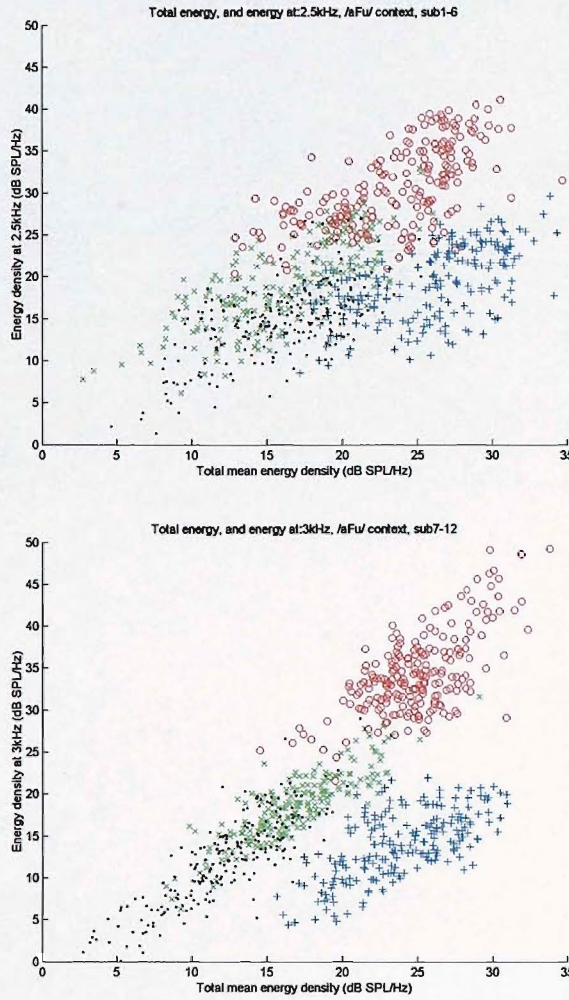 Total energy, and energy at:2.5kHz, /aFu/ context, sub1-6
50
45
40
35
30
25
20
15
10
5
0
Energy density at 2.5kHz (dB SPL/Hz)
0 5 10 15 20 25 30 35
Total mean energy density (dB SPL/Hz)
Total energy, and energy at:3kHz, /aFu/ context, sub7-12
50
45
40
35
30
25
20
15
10
5
0
Energy density at 3kHz (dB SPL/Hz)
0 5 10 15 20 25 30 35
Total mean energy density (dB SPL/Hz)